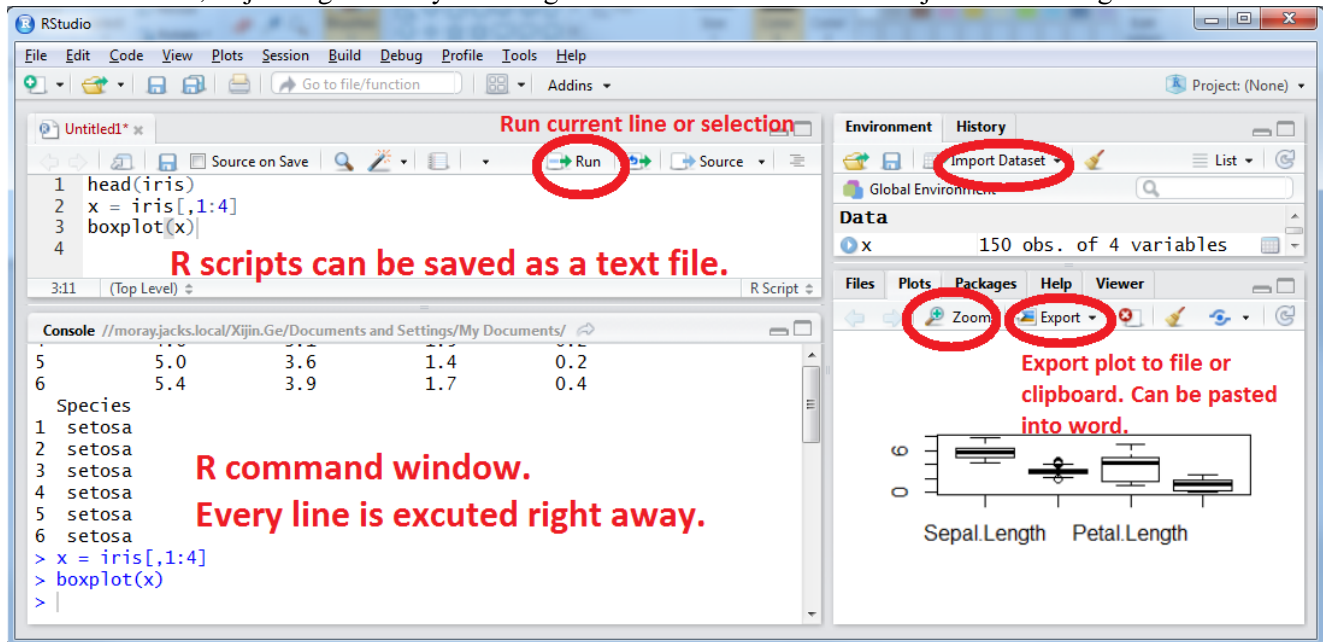 RStudio
File Edit Code View Plots Session Build Debug Profile Tools Help
Go to file/function Addins Project: (None)
Untitled1*
Run current line or selection
Source on Save Run Source
1 head(iris)
2 x = iris[,1:4]
3 boxplot(x)
4
R scripts can be saved as a text file.
3:11 (Top Level) R Script
Console //moray.jacks.local/Xijin.Ge/Documents and Settings/My Documents/
5 5.0 3.6 1.4 0.2
6 5.4 3.9 1.7 0.4
Species
1 setosa
2 setosa
3 setosa
4 setosa
5 setosa
6 setosa
R command window.
Every line is excuted right away.
> x = iris[,1:4]
> boxplot(x)
>
Environment History
Import Dataset List
Global Environment
Data
x 150 obs. of 4 variables
Files Plots Packages Help Viewer
Zoom Export
Export plot to file or
clipboard. Can be pasted
into word.
6
0
Sepal.Length Petal.Length